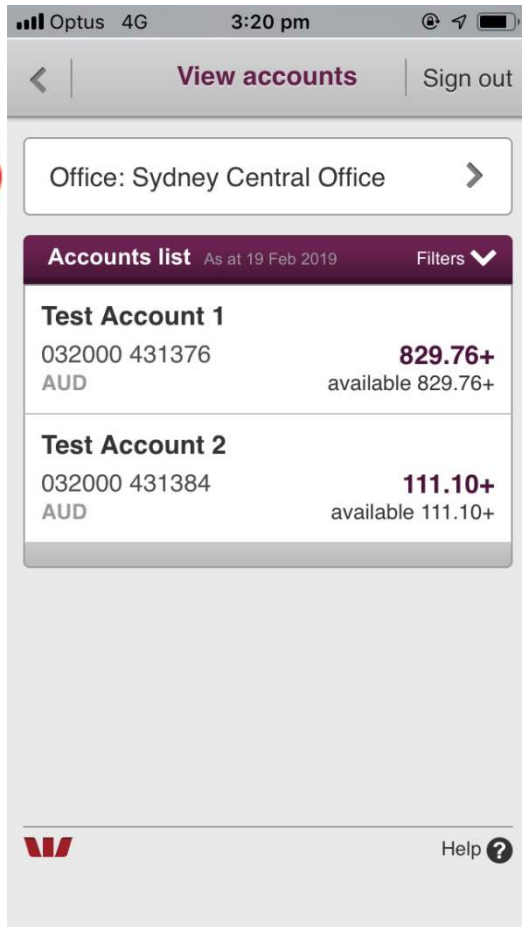 Optus 4G 3:20 pm
View accounts Sign out
Office: Sydney Central Office
Accounts list As at 19 Feb 2019 Filters
Test Account 1
032000 431376 829.76+
AUD available 829.76+
Test Account 2
032000 431384 111.10+
AUD available 111.10+
Help ?